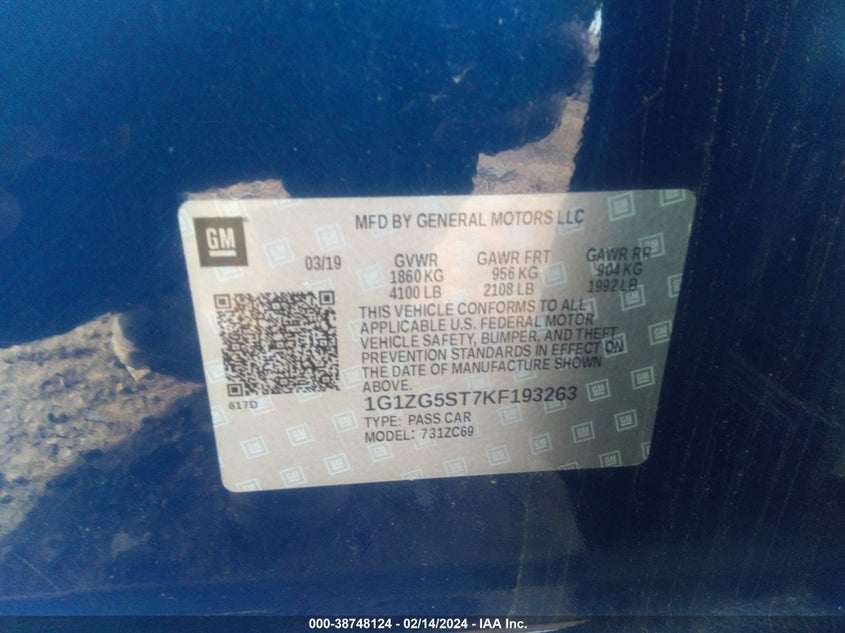 GM
MFD BY GENERAL MOTORS LLC
03/19 GVWR GAWR FRT GAWR RR
1860 KG 956 KG 904 KG
4100 LB 2108 LB 1992 LB
THIS VEHICLE CONFORMS TO ALL
APPLICABLE U.S. FEDERAL MOTOR
VEHICLE SAFETY, BUMPER, AND THEFT
PREVENTION STANDARDS IN EFFECT ON
THE DATE OF MANUFACTURE SHOWN
ABOVE.
617D
1G1ZG5ST7KF193263
TYPE: PASS CAR
MODEL: 731ZC69
000-38748124 - 02/14/2024 - IAA Inc.